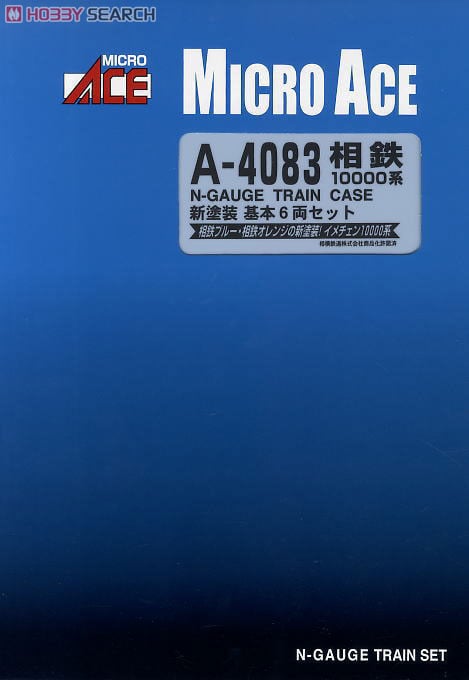 HOBBY SEARCH
MICRO
ACE
MICRO ACE
A-4083 相鉄
10000系
N-GAUGE TRAIN CASE
新塗装 基本6両セット
相鉄ブルー・相鉄オレンジの新塗装!イメチェン10000系
相模鉄道株式会社商品化許諾済
N-GAUGE TRAIN SET